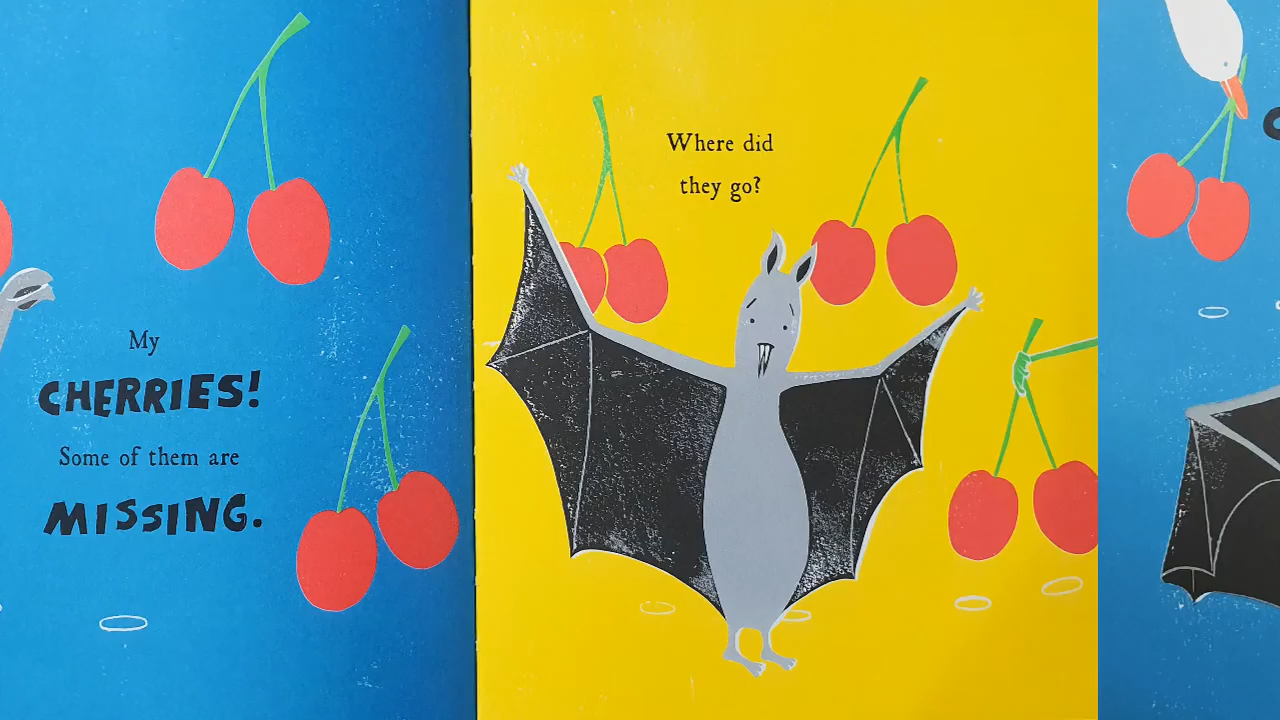 My
CHERRIES!
Some of them are
MISSING.
Where did
they go?